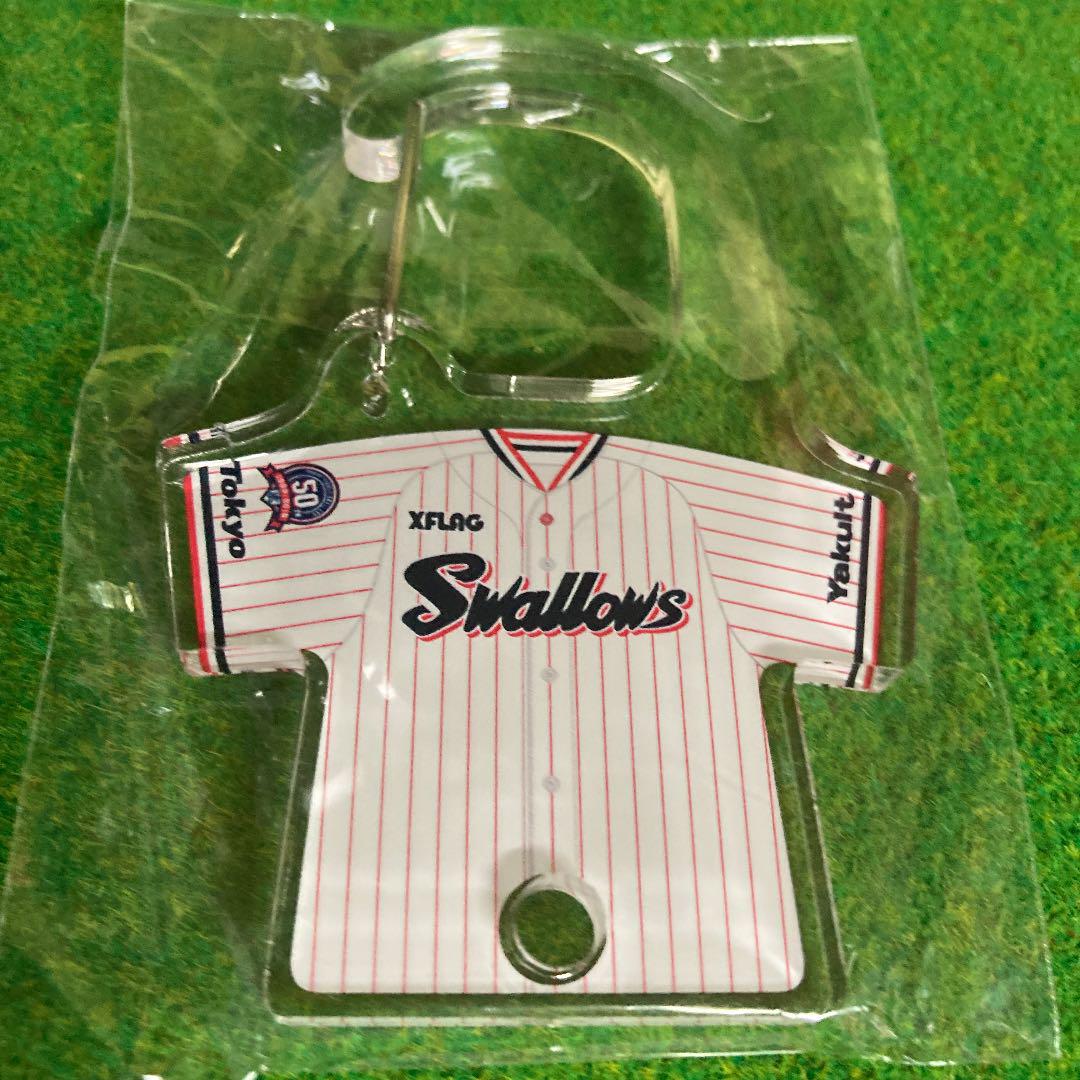 Tokyo
50
XFLAG
Swallows
Yakult